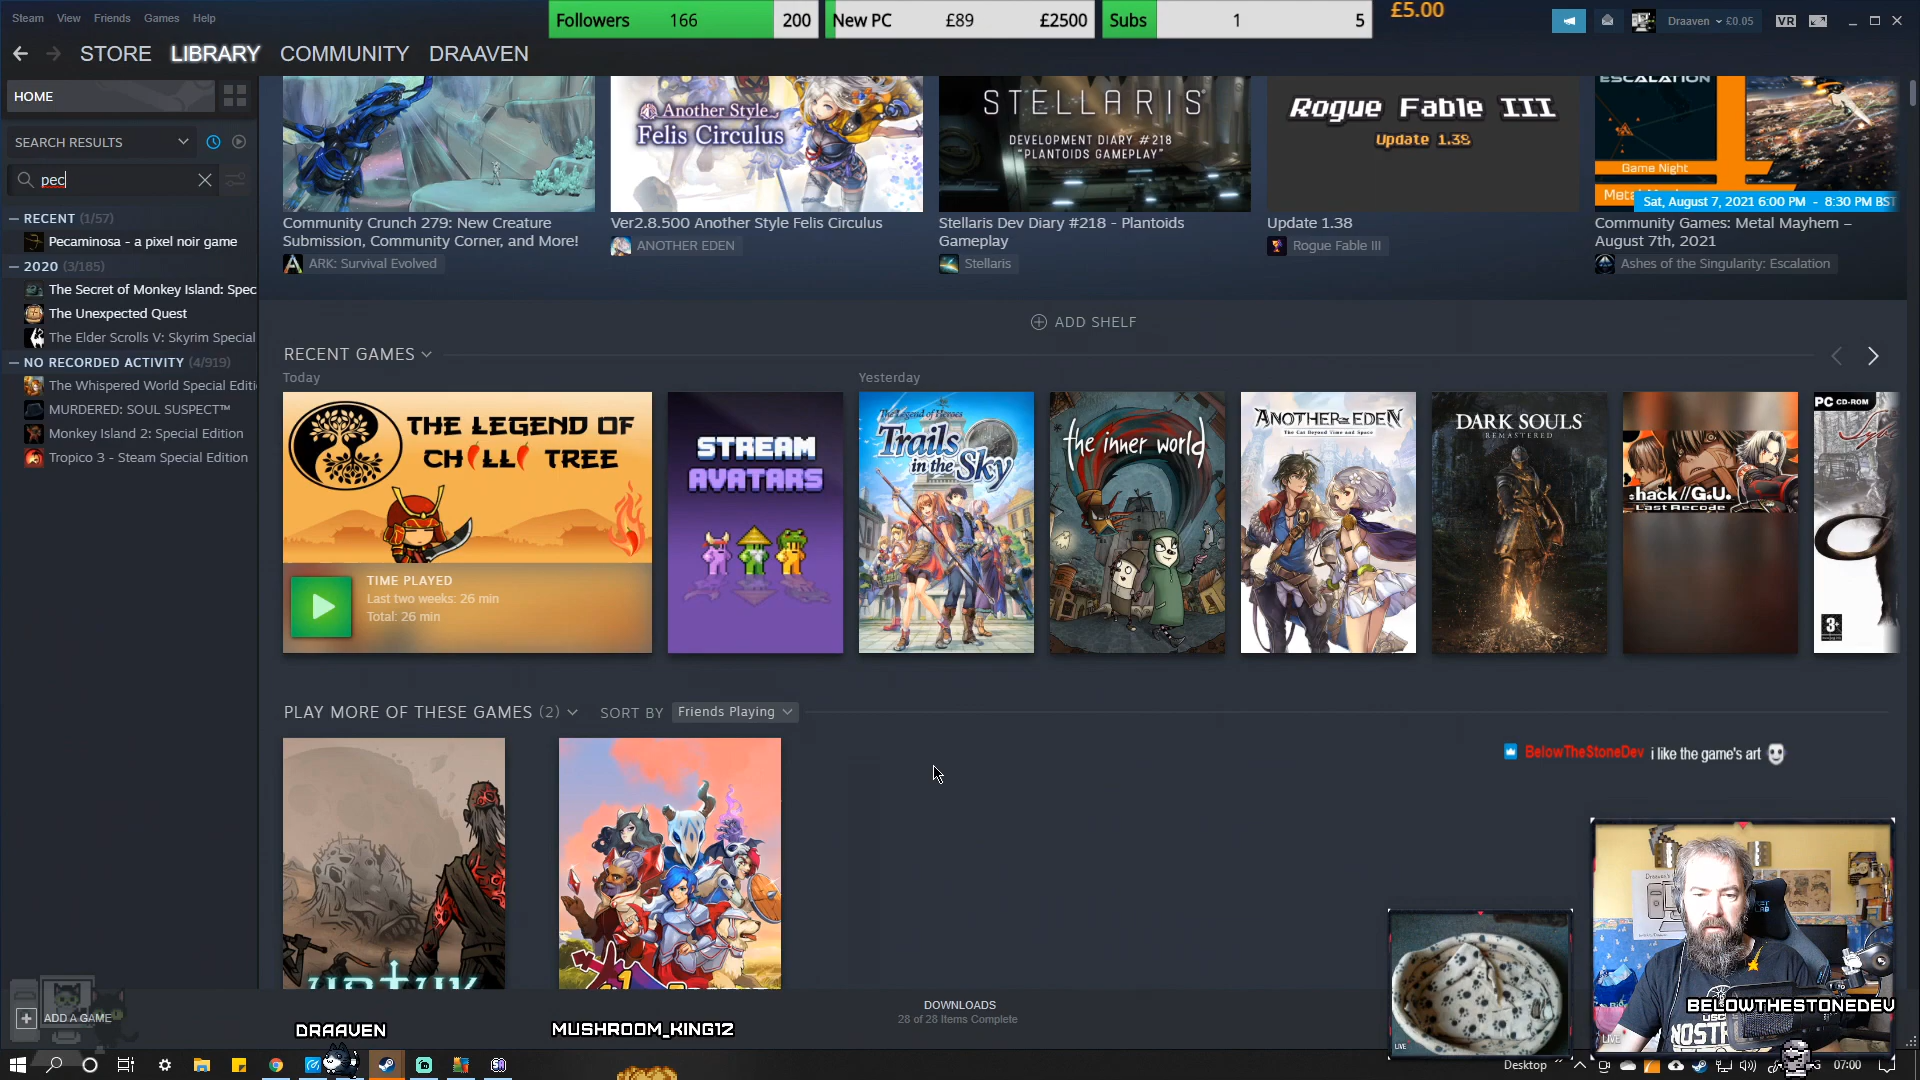 Steam View Friends Games Help
Followers 166 200
New PC £89 £2500
Subs 1 5
£5.00
Draaven £0.05
VR
STORE LIBRARY COMMUNITY DRAAVEN
HOME
SEARCH RESULTS
pec
RECENT (1/57)
Pecaminosa - a pixel noir game
2020 (3/185)
The Secret of Monkey Island: Spec
The Unexpected Quest
The Elder Scrolls V: Skyrim Special
NO RECORDED ACTIVITY (4/919)
The Whispered World Special Editi
MURDERED: SOUL SUSPECT™
Monkey Island 2: Special Edition
Tropico 3 - Steam Special Edition
Another Style
Felis Circulus
STELLARIS
DEVELOPMENT DIARY #218
"PLANTOIDS GAMEPLAY"
Rogue Fable III
Update 1.38
ESCALATION
Game Night
Sat, August 7, 2021 6:00 PM - 8:30 PM BST
Community Crunch 279: New Creature
Submission, Community Corner, and More!
ARK: Survival Evolved
Ver2.8.500 Another Style Felis Circulus
ANOTHER EDEN
Stellaris Dev Diary #218 - Plantoids
Gameplay
Stellaris
Update 1.38
Rogue Fable III
Community Games: Metal Mayhem –
August 7th, 2021
Ashes of the Singularity: Escalation
ADD SHELF
RECENT GAMES
Today
Yesterday
THE LEGEND OF
CHILLI TREE
TIME PLAYED
Last two weeks: 26 min
Total: 26 min
STREAM
AVATARS
The Legend of Heroes
Trails
in the Sky
the inner world
ANOTHER EDEN
The Cat Beyond Time and Space
DARK SOULS
REMASTERED
.hack//G.U.
Last Recode
PC CD-ROM
3+
PLAY MORE OF THESE GAMES (2)
SORT BY Friends Playing
BelowTheStoneDev i like the game's art
LIVE
LIVE
BELOWTHESTONEDEV
ADD A GAME
DOWNLOADS
28 of 28 Items Complete
DRAAVEN
MUSHROOM_KING12
Desktop
07:00